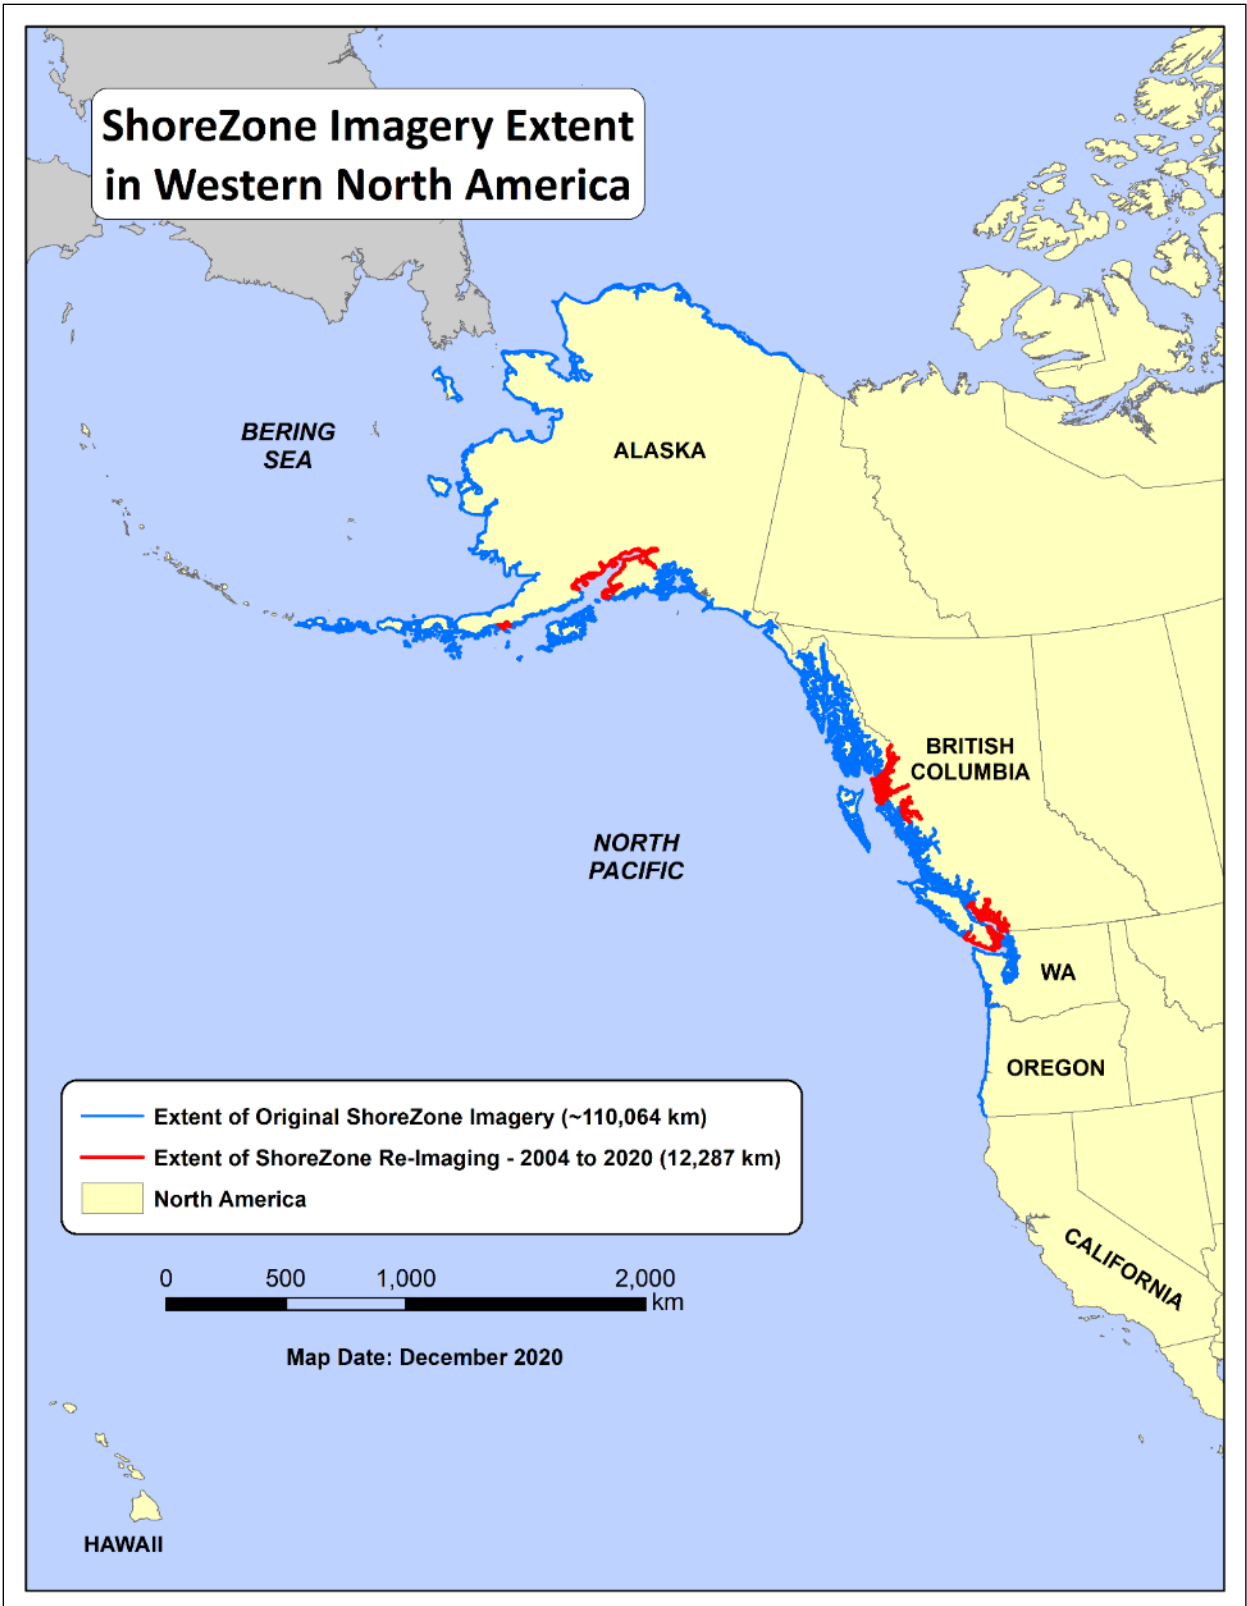 ShoreZone Imagery Extent
in Western North America
BERING
SEA
ALASKA
BRITISH
COLUMBIA
NORTH
PACIFIC
WA
OREGON
CALIFORNIA
Extent of Original ShoreZone Imagery (~110,064 km)
Extent of ShoreZone Re-Imaging - 2004 to 2020 (12,287 km)
North America
0 500 1,000 2,000
km
Map Date: December 2020
HAWAII